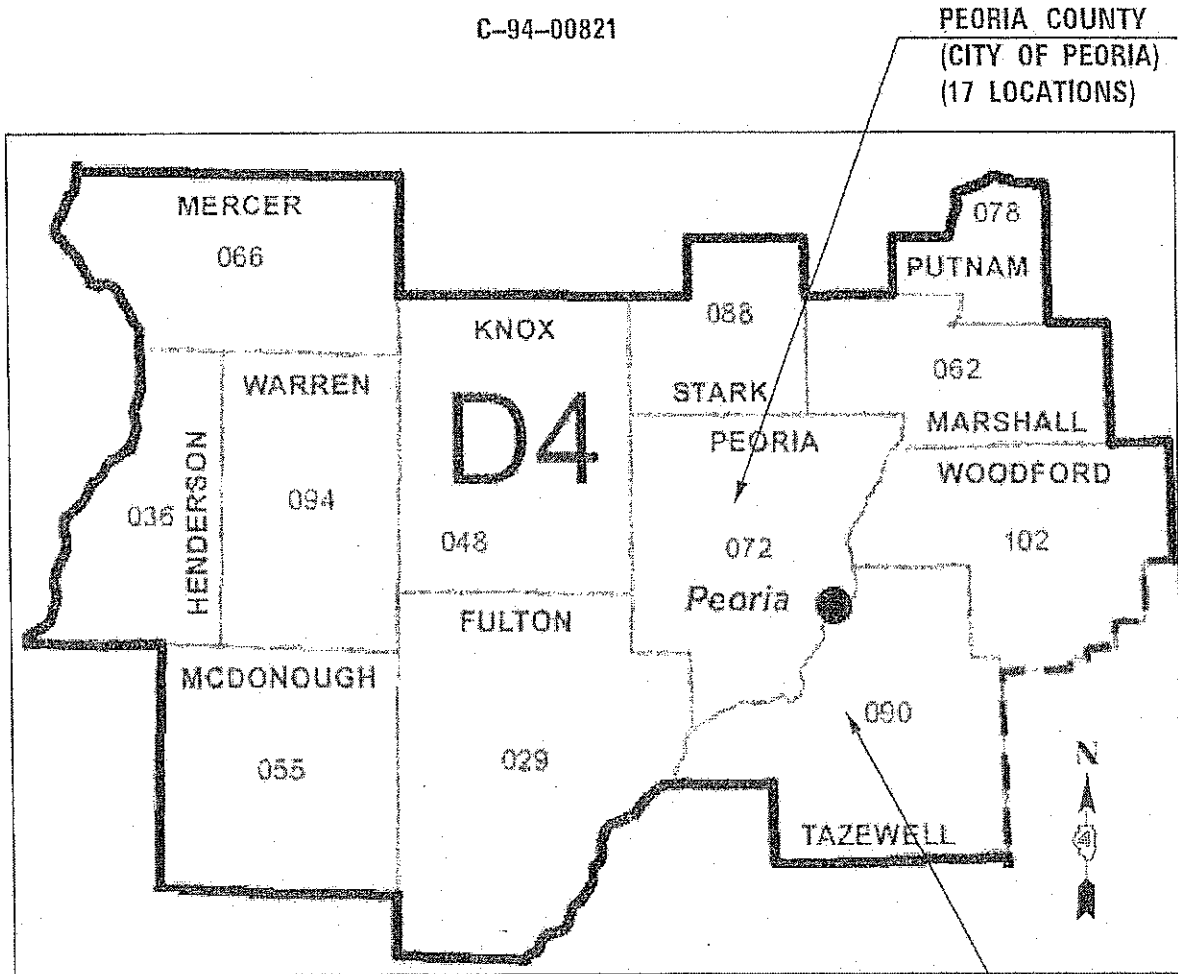 C-94-00821
PEORIA COUNTY
(CITY OF PEORIA)
(17 LOCATIONS)
MERCER
066
078
PUTNAM
KNOX
088
WARREN
062
STARK
D4
MARSHALL
PEORIA
WOODFORD
HENDERSON
036
094
048
072
102
Peoria
FULTON
MCDONOUGH
090
055
029
N
4
TAZEWELL